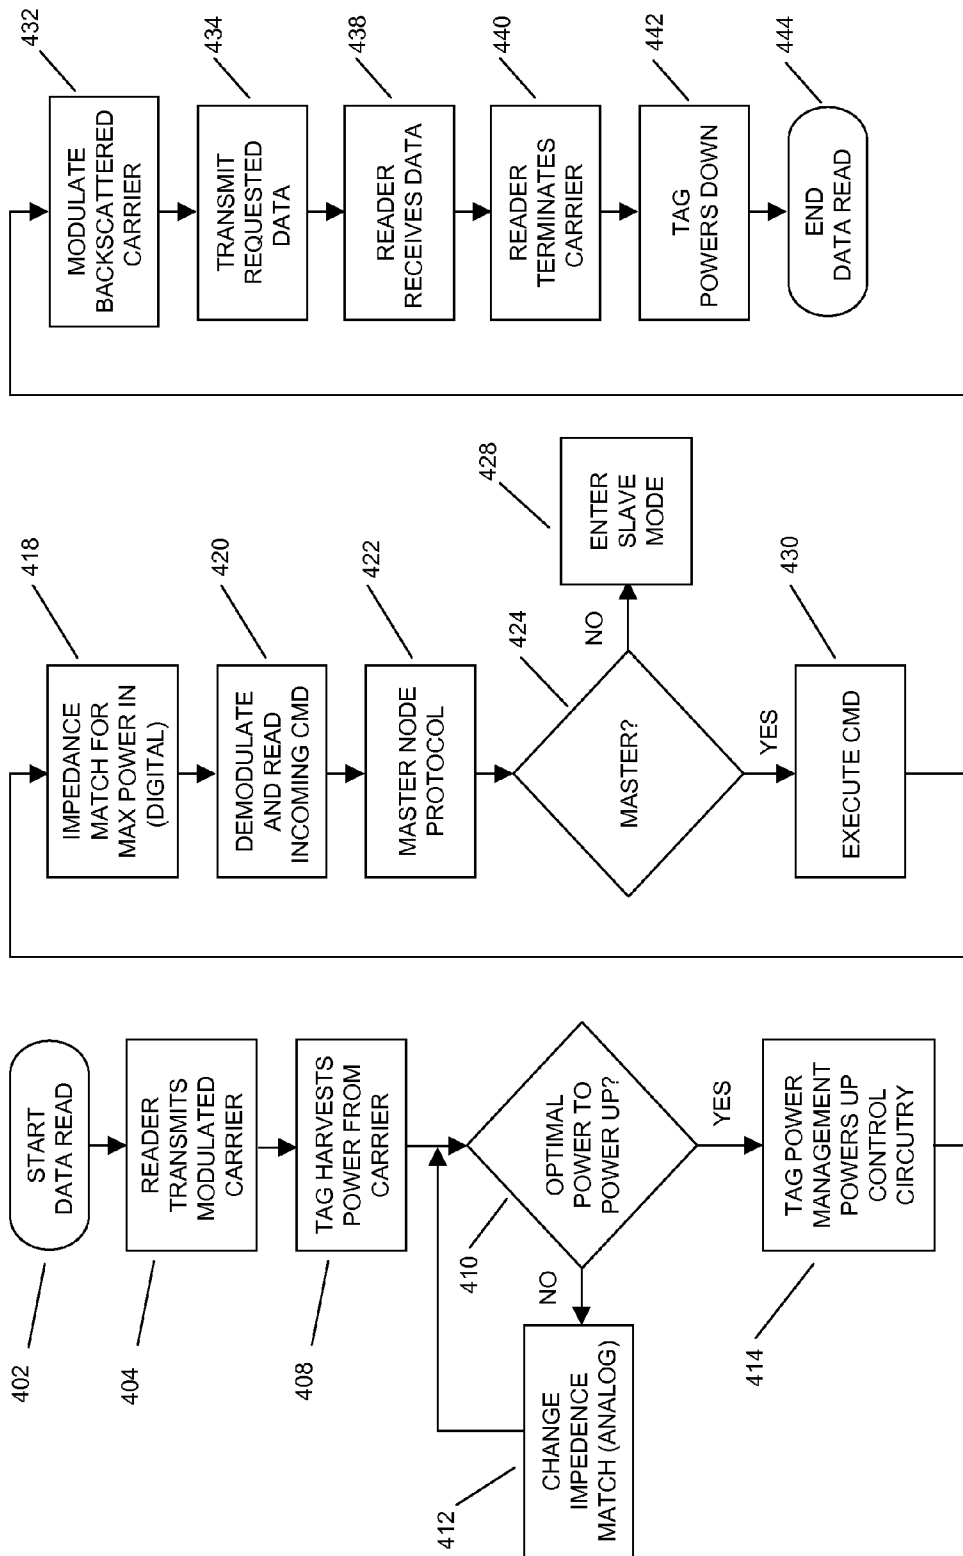 START
DATA READ
402
READER
TRANSMITS
MODULATED
CARRIER
404
TAG HARVESTS
POWER FROM
CARRIER
408
OPTIMAL
POWER TO
POWER UP?
410
NO
CHANGE
IMPEDENCE
MATCH (ANALOG)
412
YES
TAG POWER
MANAGEMENT
POWERS UP
CONTROL
CIRCUTRY
414
IMPEDANCE
MATCH FOR
MAX POWER IN
(DIGITAL)
418
DEMODULATE
AND READ
INCOMING CMD
420
MASTER NODE
PROTOCOL
422
MASTER?
424
NO
ENTER
SLAVE
MODE
428
YES
EXECUTE CMD
430
MODULATE
BACKSCATTERED
CARRIER
432
TRANSMIT
REQUESTED
DATA
434
READER
RECEIVES DATA
438
READER
TERMINATES
CARRIER
440
TAG
POWERS DOWN
442
END
DATA READ
444